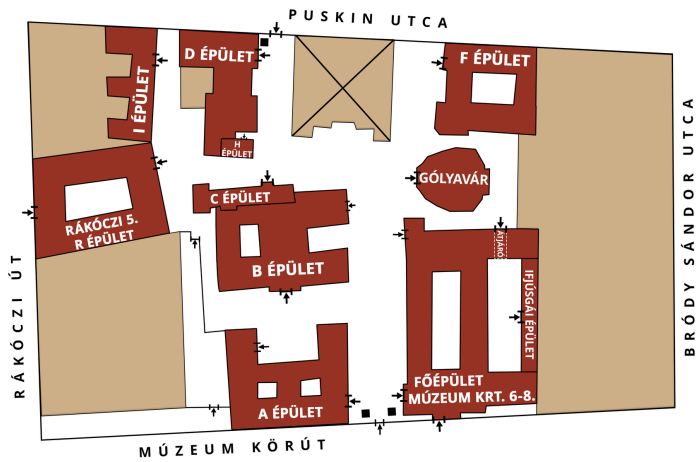 PUSKIN UTCA
D ÉPÜLET
F ÉPÜLET
I ÉPÜLET
H
ÉPÜLET
GÓLYAVÁR
C ÉPÜLET
RÁKÓCZI 5.
R ÉPÜLET
ÁTJÁRÓ
B ÉPÜLET
IFJÚSGÁI ÉPÜLET
RÁKÓCZI ÚT
BRÓDY SÁNDOR UTCA
FŐÉPÜLET
MÚZEUM KRT. 6-8.
A ÉPÜLET
MÚZEUM KÖRÚT